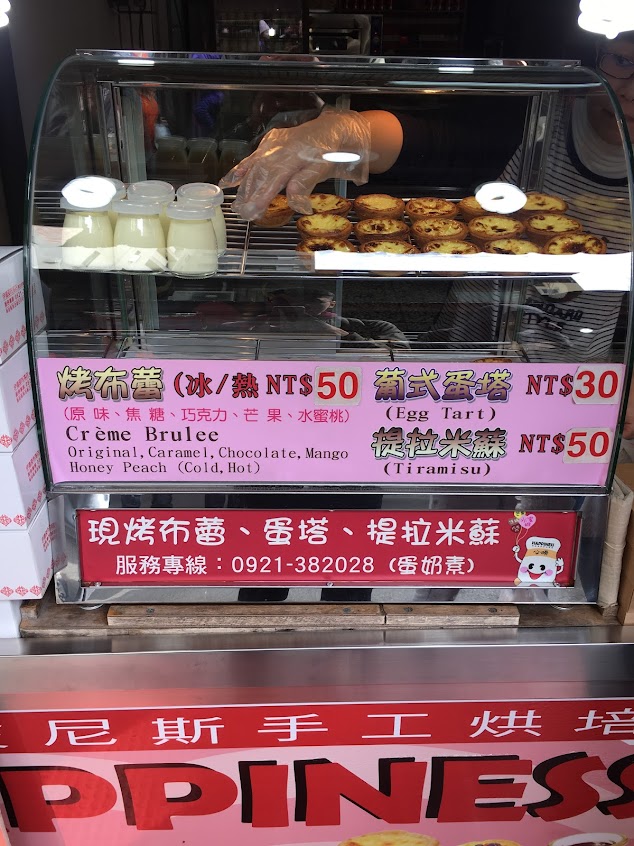 烤布蕾 (冰/熱 NT$50
(原味、焦糖、巧克力、芒果、水蜜桃)
Crème Brulee
Original,Caramel,Chocolate,Mango
Honey Peach (Cold,Hot)
葡式蛋塔 NT$30
(Egg Tart)
提拉米蘇 NT$50
(Tiramisu)
現烤布蕾、蛋塔、提拉米蘇
服務專線：0921-382028 (蛋奶素)
HAPPINESS
尼斯手工烘培
PPINESS